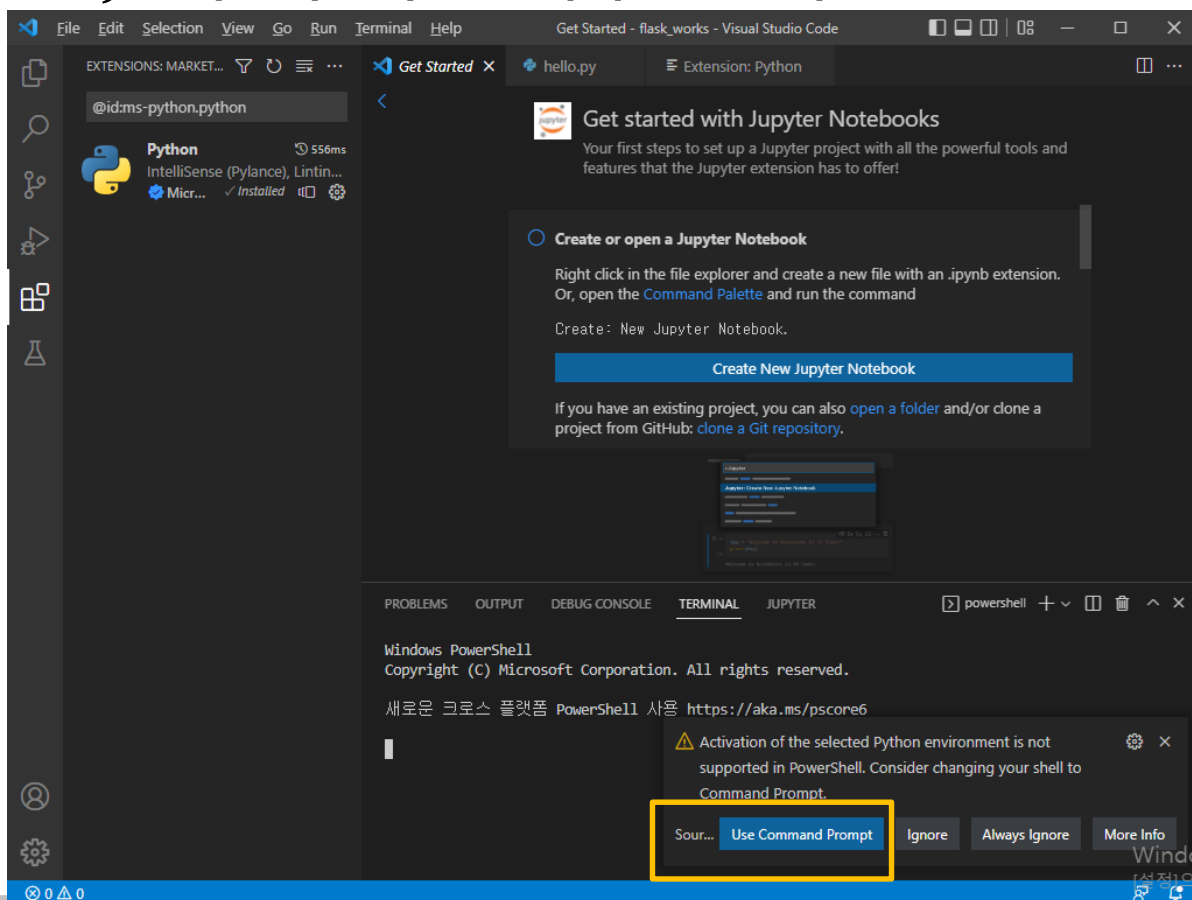 File Edit Selection View Go Run Terminal Help
Get Started - flask_works - Visual Studio Code
EXTENSIONS: MARKET...
Get Started
hello.py
Extension: Python
@id:ms-python.python
Python 556ms
IntelliSense (Pylance), Lintin...
Micr... Installed
jupyter
Get started with Jupyter Notebooks
Your first steps to set up a Jupyter project with all the powerful tools and
features that the Jupyter extension has to offer!
Create or open a Jupyter Notebook
Right click in the file explorer and create a new file with an .ipynb extension.
Or, open the Command Palette and run the command
Create: New Jupyter Notebook.
Create New Jupyter Notebook
If you have an existing project, you can also open a folder and/or clone a
project from GitHub: clone a Git repository.
PROBLEMS OUTPUT DEBUG CONSOLE TERMINAL JUPYTER
powershell
Windows PowerShell
Copyright (C) Microsoft Corporation. All rights reserved.
새로운 크로스 플랫폼 PowerShell 사용 https://aka.ms/pscore6
Activation of the selected Python environment is not
supported in PowerShell. Consider changing your shell to
Command Prompt.
Sour... Use Command Prompt Ignore Always Ignore More Info
Windo
[설정]으
0 0